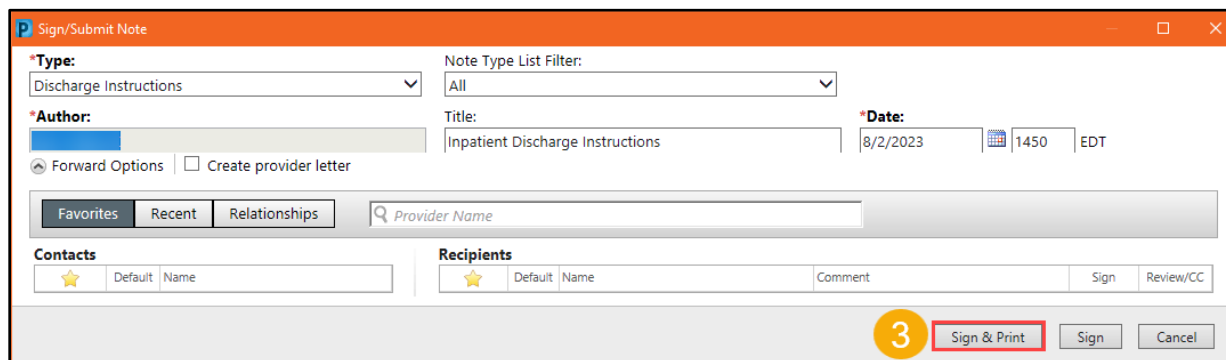 P Sign/Submit Note
*Type: Note Type List Filter:
Discharge Instructions All
*Author: Title: *Date:
Inpatient Discharge Instructions 8/2/2023 1450 EDT
Forward Options Create provider letter
Favorites Recent Relationships Provider Name
Contacts Recipients
Default Name Default Name Comment Sign Review/CC
3 Sign & Print Sign Cancel